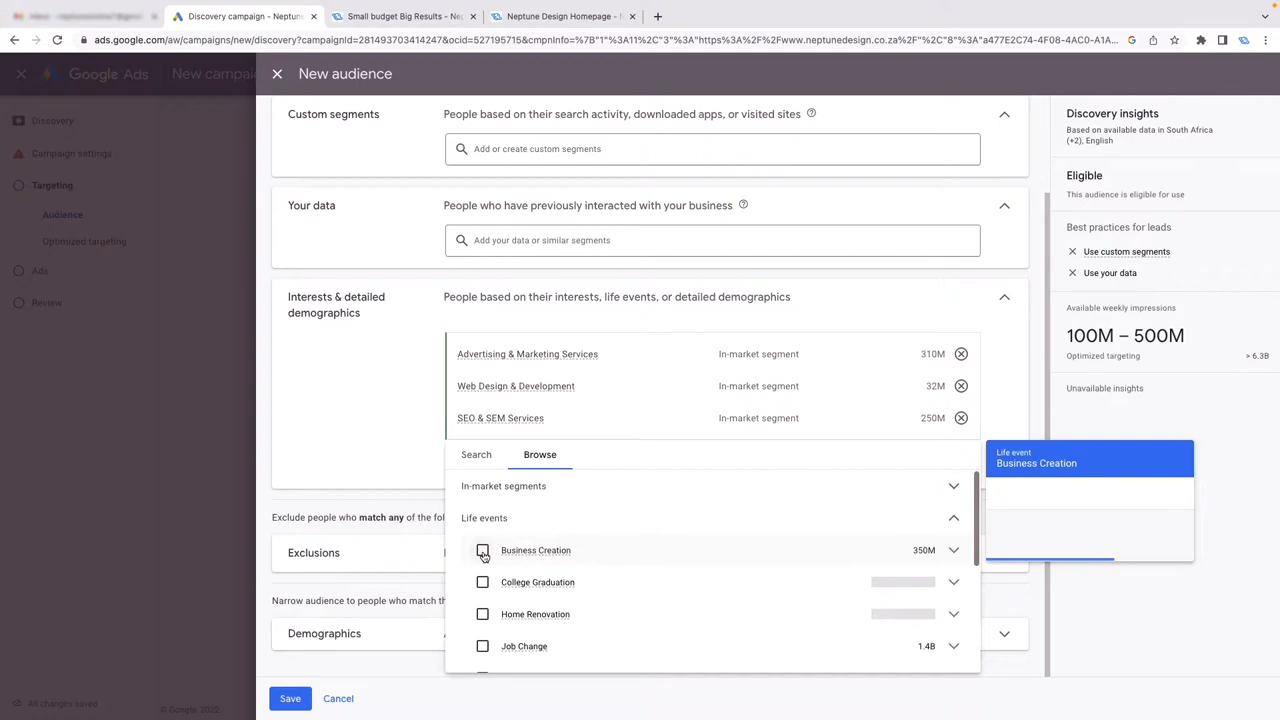 Discovery campaign - Neptune
Small budget Big Results - Ne
Neptune Design Homepage - N
ads.google.com/aw/campaigns/new/discovery?campaignId=281493703414247&ocid=527195715&cmpnInfo=%7B"1"%3A11%2C"3"%3A"https%3A%2F%2Fwww.neptunedesign.co.za%2F"%2C"8"%3A"a477E2C74-4F08-4AC0-A1A...
Google Ads
New campai
New audience
Discovery
Campaign settings
Targeting
Audience
Optimized targeting
Ads
Review
All changes saved
© Google, 2022.
Custom segments
People based on their search activity, downloaded apps, or visited sites
Add or create custom segments
Your data
People who have previously interacted with your business
Add your data or similar segments
Interests & detailed
demographics
People based on their interests, life events, or detailed demographics
Advertising & Marketing Services In-market segment 310M
Web Design & Development In-market segment 32M
SEO & SEM Services In-market segment 250M
Search Browse
In-market segments
Life events
Business Creation 350M
College Graduation
Home Renovation
Job Change 1.4B
Exclude people who match any of the fol
Exclusions
Narrow audience to people who match th
Demographics
Save Cancel
Discovery insights
Based on available data in South Africa
(+2), English
Eligible
This audience is eligible for use
Best practices for leads
Use custom segments
Use your data
Available weekly impressions
100M – 500M
Optimized targeting > 6.3B
Unavailable insights
Life event
Business Creation